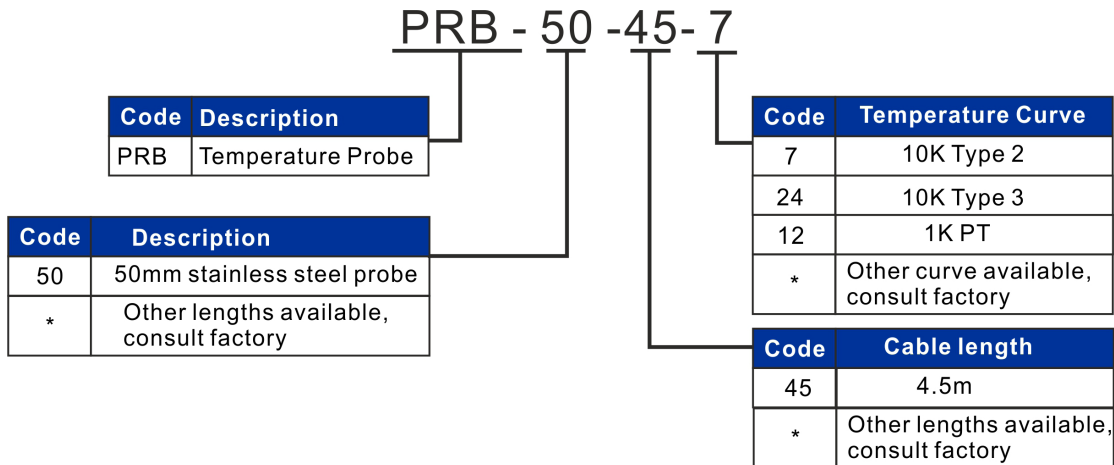 PRB - 50 -45- 7
Code Description
PRB Temperature Probe
Code Description
50 50mm stainless steel probe
* Other lengths available,
consult factory
Code Temperature Curve
7 10K Type 2
24 10K Type 3
12 1K PT
* Other curve available,
consult factory
Code Cable length
45 4.5m
* Other lengths available,
consult factory